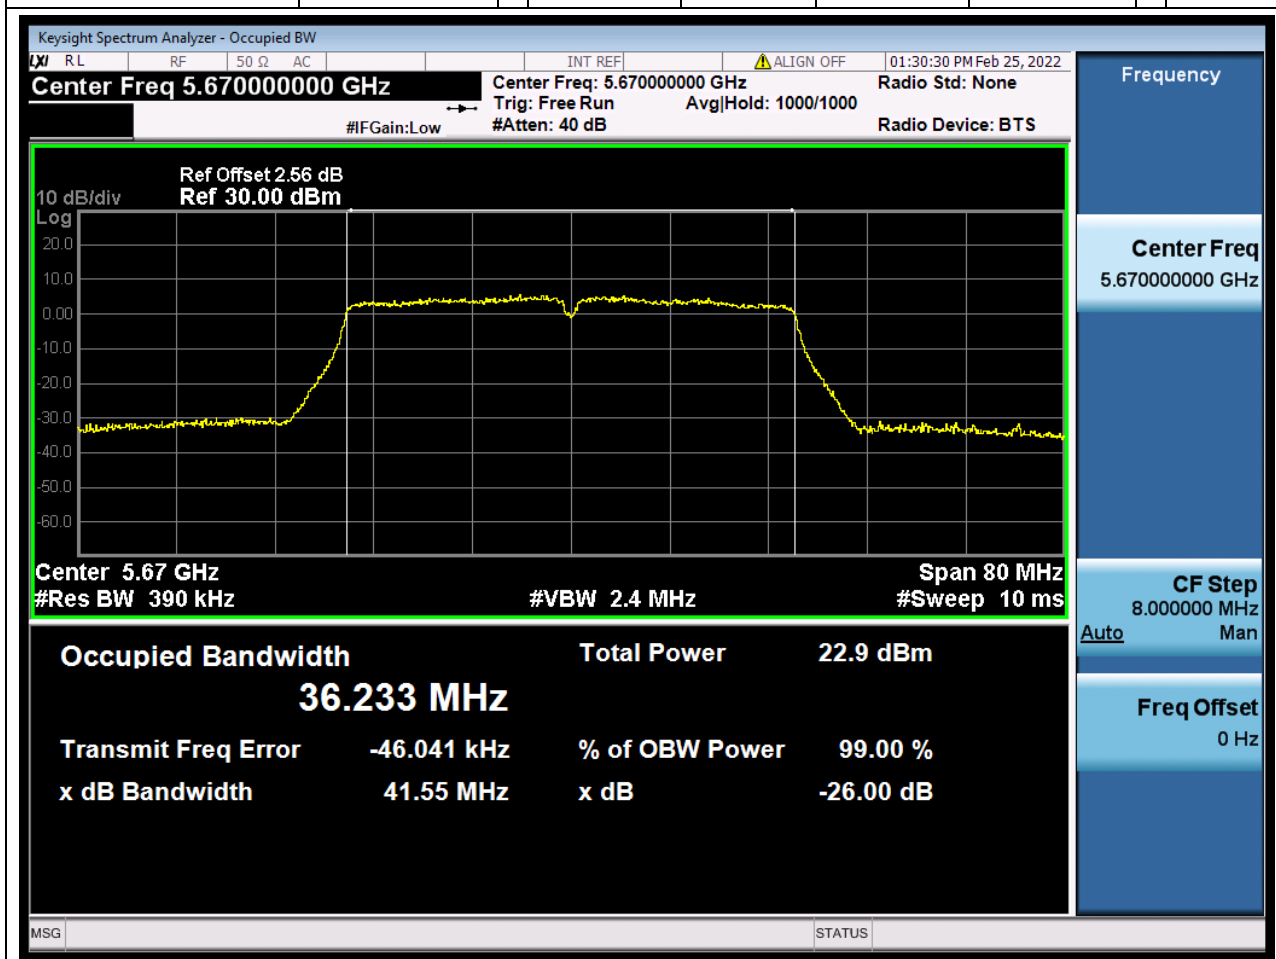 Keysight Spectrum Analyzer - Occupied BW
LXI RL RF 50 Ω AC INT REF ALIGN OFF 01:30:30 PM Feb 25, 2022
Center Freq 5.670000000 GHz
Center Freq: 5.670000000 GHz
Radio Std: None
Trig: Free Run Avg|Hold: 1000/1000
#IFGain:Low #Atten: 40 dB
Radio Device: BTS
Ref Offset 2.56 dB
10 dB/div Ref 30.00 dBm
Log
20.0
10.0
0.00
-10.0
-20.0
-30.0
-40.0
-50.0
-60.0
Center 5.67 GHz Span 80 MHz
#Res BW 390 kHz #VBW 2.4 MHz #Sweep 10 ms
Occupied Bandwidth Total Power 22.9 dBm
36.233 MHz
Transmit Freq Error -46.041 kHz % of OBW Power 99.00 %
x dB Bandwidth 41.55 MHz x dB -26.00 dB
Frequency
Center Freq
5.670000000 GHz
CF Step
8.000000 MHz
Auto Man
Freq Offset
0 Hz
MSG STATUS